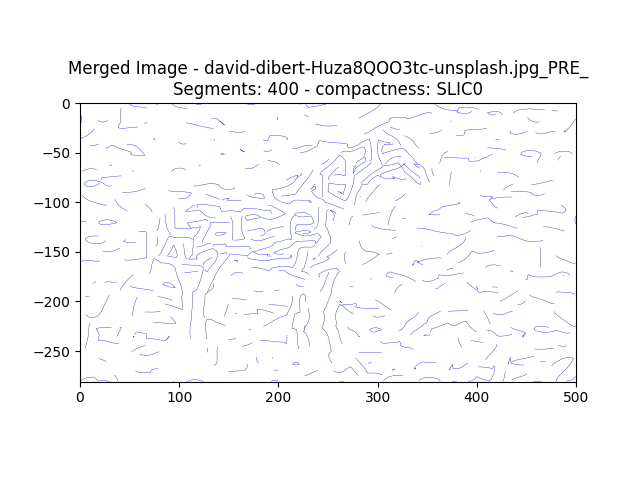 Merged Image - david-dibert-Huza8QOO3tc-unsplash.jpg_PRE_
Segments: 400 - compactness: SLIC0
0
−50
−100
−150
−200
−250
0 100 200 300 400 500